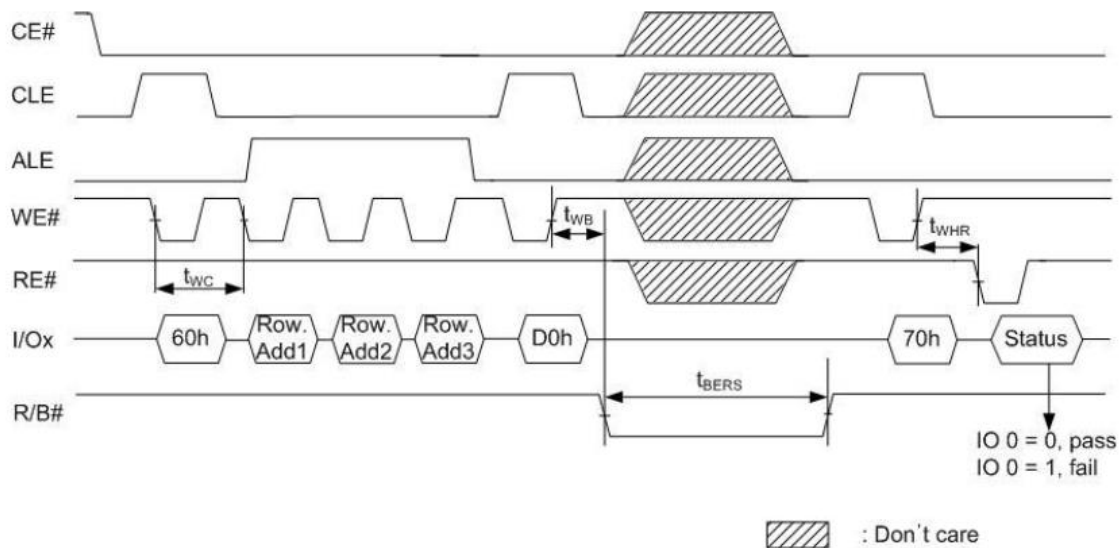 CE#
CLE
ALE
WE#
tWB
tWHR
RE#
tWC
I/Ox
60h
Row.
Add1
Row.
Add2
Row.
Add3
D0h
70h
Status
tBERS
R/B#
IO 0 = 0, pass
IO 0 = 1, fail
: Don´t care